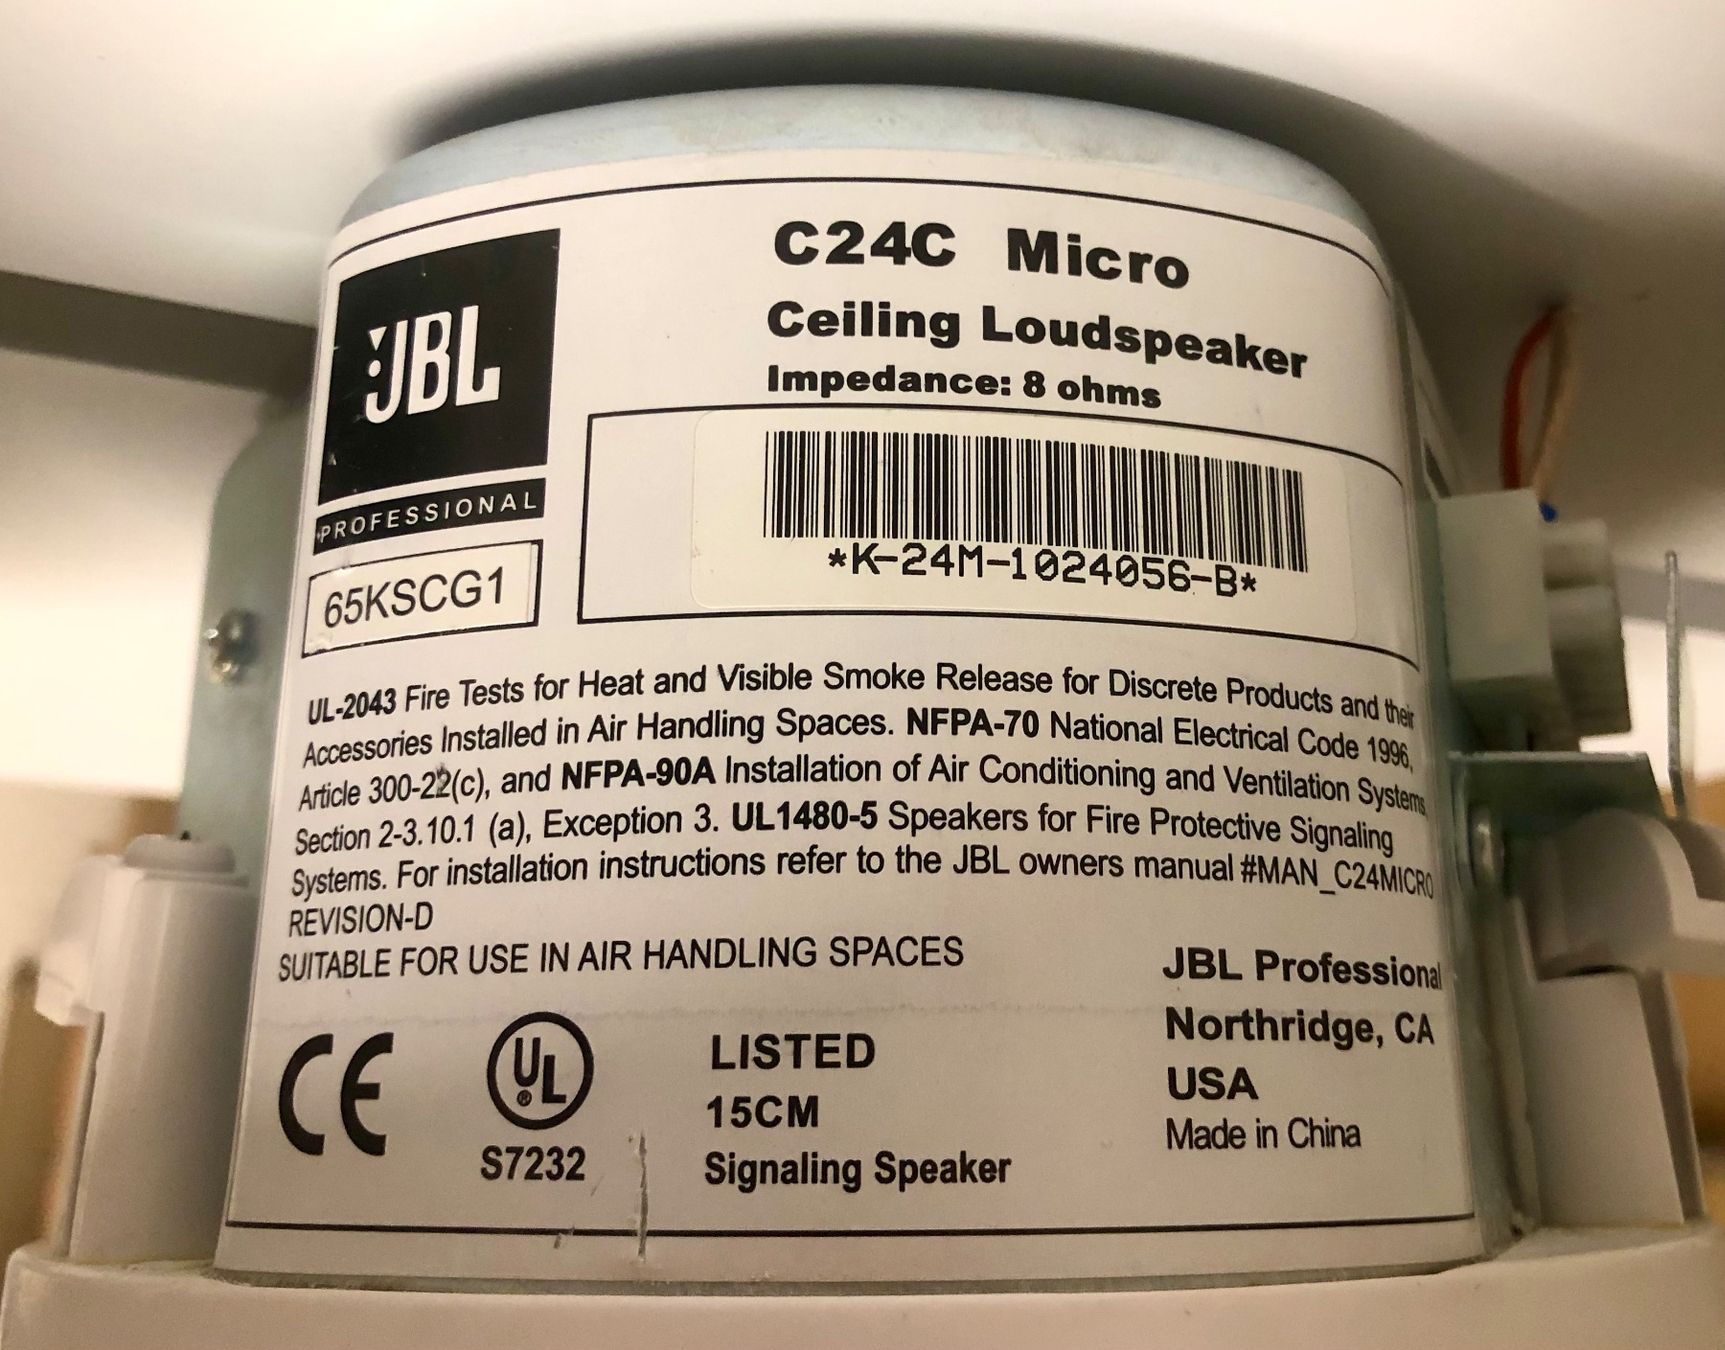 JBL
PROFESSIONAL
65KSCG1
C24C Micro
Ceiling Loudspeaker
Impedance: 8 ohms
*K-24M-1024056-B*
UL-2043 Fire Tests for Heat and Visible Smoke Release for Discrete Products and their
Accessories Installed in Air Handling Spaces. NFPA-70 National Electrical Code 1996,
Article 300-22(c), and NFPA-90A Installation of Air Conditioning and Ventilation Systems
Section 2-3.10.1 (a), Exception 3. UL1480-5 Speakers for Fire Protective Signaling
Systems. For installation instructions refer to the JBL owners manual #MAN_C24MICRO
REVISION-D
SUITABLE FOR USE IN AIR HANDLING SPACES
CE
UL ®
S7232
LISTED
15CM
Signaling Speaker
JBL Professional
Northridge, CA
USA
Made in China